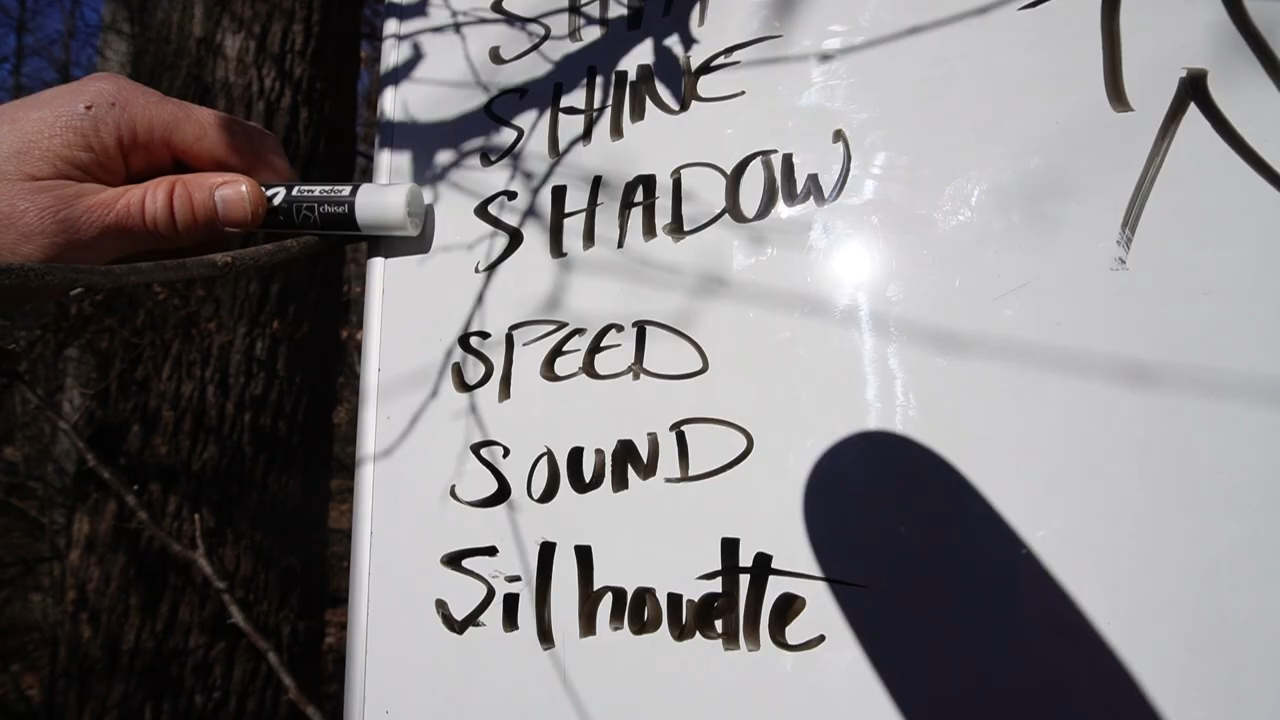 SHINE
SHADOW
low odor
chisel
SPEED
SOUND
Silhouette